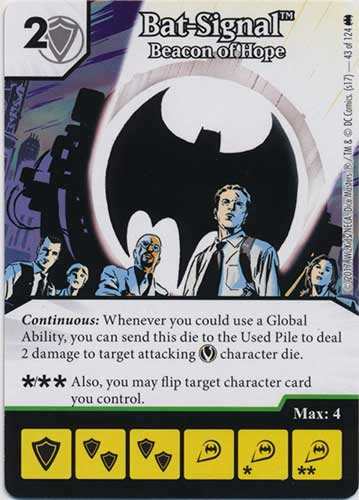 2
Bat-Signal™
Beacon of Hope
Continuous: Whenever you could use a Global
Ability, you can send this die to the Used Pile to deal
2 damage to target attacking character die.
*/** Also, you may flip target character card
you control.
Max: 4
*
**
43 of 124